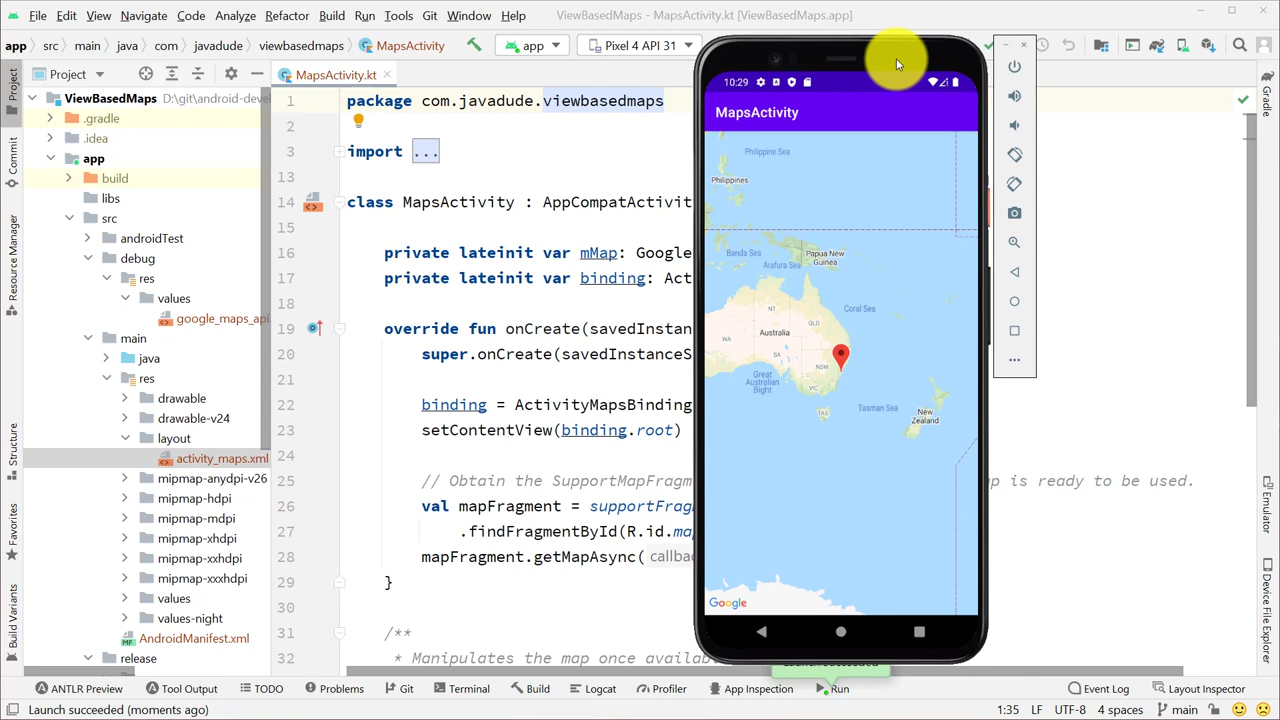 File Edit View Navigate Code Analyze Refactor Build Run Tools Git Window Help ViewBasedMaps - MapsActivity.kt [ViewBasedMaps.app]
app src main java com javadude viewbasedmaps MapsActivity app Pixel 4 API 31
Project MapsActivity.kt
ViewBasedMaps D:\git\android-deve
.gradle
.idea
app
build
libs
src
androidTest
debug
res
values
google_maps_api
main
java
res
drawable
drawable-v24
layout
activity_maps.xml
mipmap-anydpi-v26
mipmap-hdpi
mipmap-mdpi
mipmap-xhdpi
mipmap-xxhdpi
mipmap-xxxhdpi
values
values-night
AndroidManifest.xml
release
Project
Commit
Resource Manager
Structure
Favorites
Build Variants
1 package com.javadude.viewbasedmaps
2
3 import ...
13
14 class MapsActivity : AppCompatActivit
15
16 private lateinit var mMap: Google
17 private lateinit var binding: Act
18
19 override fun onCreate(savedInstan
20 super.onCreate(savedInstanceS
21
22 binding = ActivityMapsBinding
23 setContentView(binding.root)
24
25 // Obtain the SupportMapFragm p is ready to be used.
26 val mapFragment = supportFrag
27 .findFragmentById(R.id.ma
28 mapFragment.getMapAsync( callbac
29 }
30
31 /**
32 * Manipulates the map once availab
10:29
MapsActivity
Philippine Sea
Philippines
Banda Sea
Papua New
Guinea
Arafura Sea
Coral Sea
NT
QLD
Australia
WA
SA
NSW
Great
Australian
Bight
VIC
Tasman Sea
TAS
New
Zealand
Google
Gradle
Emulator
Device File Explorer
ANTLR Preview Tool Output TODO Problems Git Terminal Build Logcat Profiler App Inspection Run Event Log Layout Inspector
Launch succeeded (moments ago) 1:35 LF UTF-8 4 spaces main